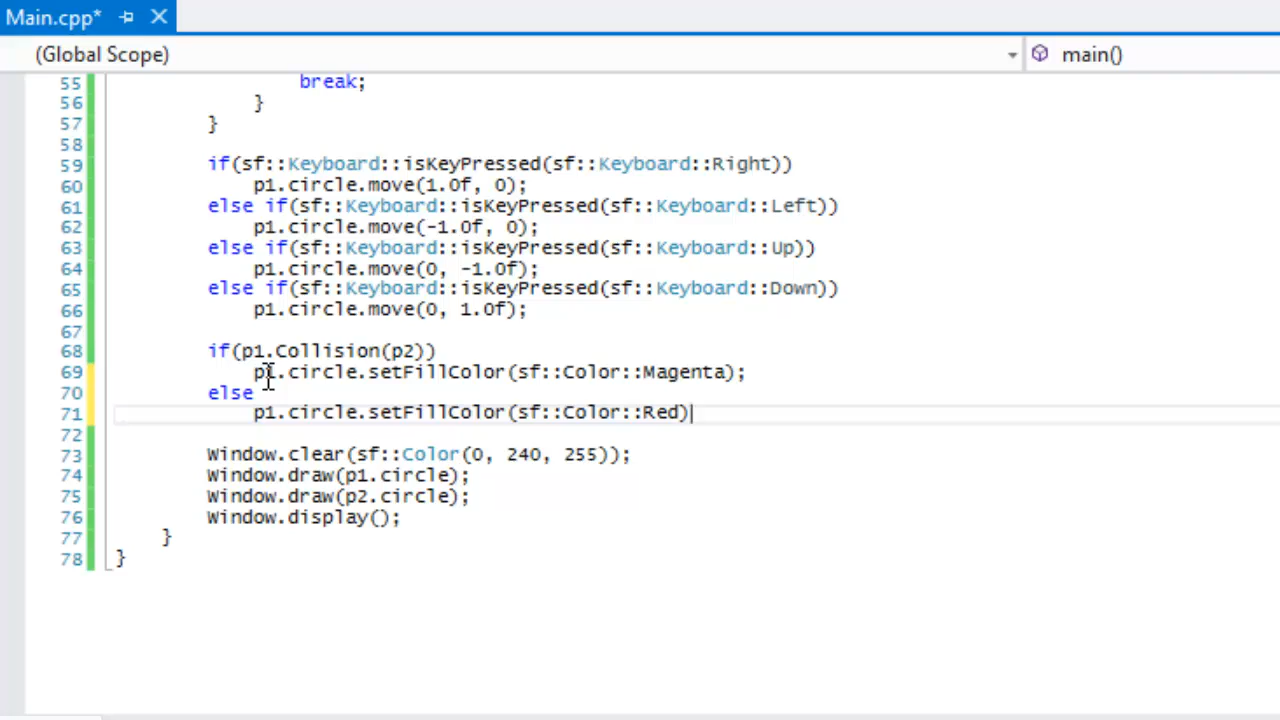 Main.cpp*
(Global Scope) main()
55 break;
56 }
57 }
58
59 if(sf::Keyboard::isKeyPressed(sf::Keyboard::Right))
60 p1.circle.move(1.0f, 0);
61 else if(sf::Keyboard::isKeyPressed(sf::Keyboard::Left))
62 p1.circle.move(-1.0f, 0);
63 else if(sf::Keyboard::isKeyPressed(sf::Keyboard::Up))
64 p1.circle.move(0, -1.0f);
65 else if(sf::Keyboard::isKeyPressed(sf::Keyboard::Down))
66 p1.circle.move(0, 1.0f);
67
68 if(p1.Collision(p2))
69 p1.circle.setFillColor(sf::Color::Magenta);
70 else
71 p1.circle.setFillColor(sf::Color::Red)
72
73 Window.clear(sf::Color(0, 240, 255));
74 Window.draw(p1.circle);
75 Window.draw(p2.circle);
76 Window.display();
77 }
78 }